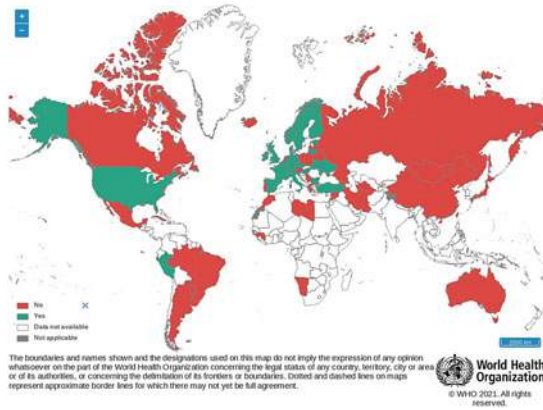 +
−
No
Yes
Data not available
Not applicable
The boundaries and names shown and the designations used on this map do not imply the expression of any opinion
whatsoever on the part of the World Health Organization concerning the legal status of any country, territory, city or area
or of its authorities, or concerning the delimitation of its frontiers or boundaries. Dotted and dashed lines on maps
represent approximate border lines for which there may not yet be full agreement.
World Health
Organization
© WHO 2021. All rights
reserved.